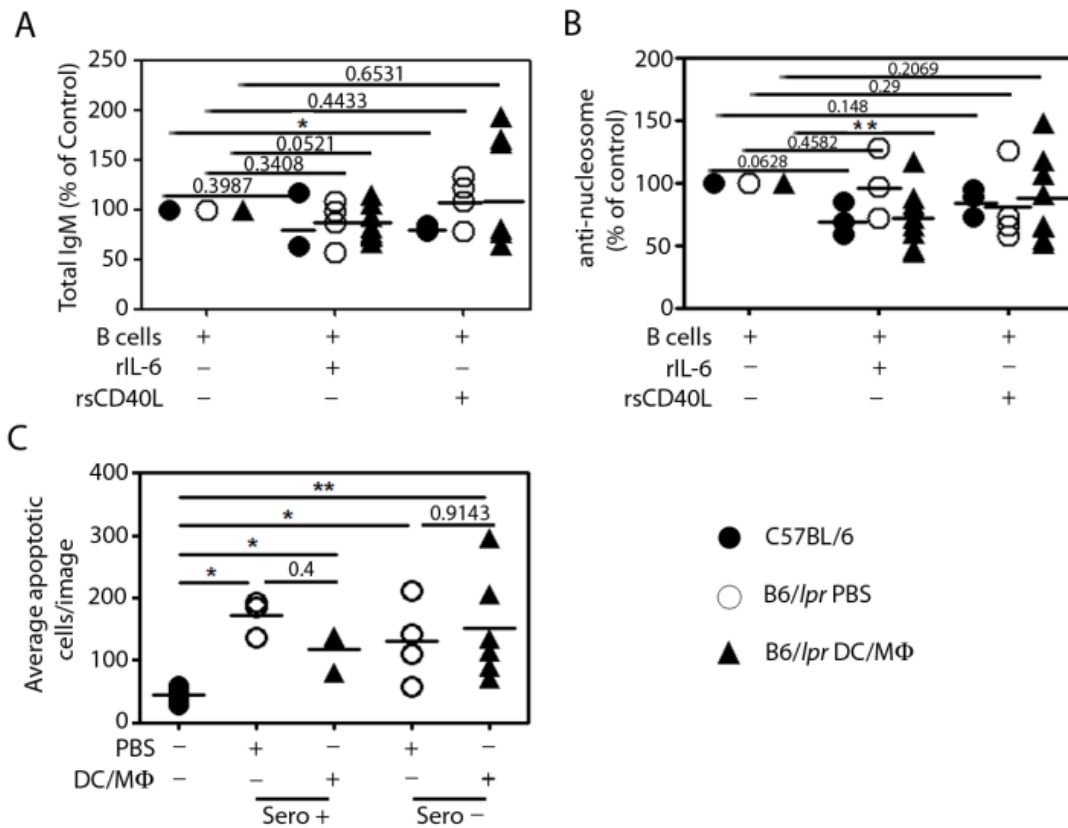 A
250
200
150
100
50
0
Total IgM (% of Control)
0.6531
0.4433
*
0.0521
0.3408
0.3987
B cells + + +
rIL-6 – + –
rsCD40L – – +
B
200
150
100
50
0
anti-nucleosome
(% of control)
0.2069
0.29
0.148
**
0.4582
0.0628
B cells + + +
rIL-6 – + –
rsCD40L – – +
C
400
300
200
100
0
Average apoptotic
cells/image
**
* 0.9143
*
* 0.4
PBS – + – + –
DC/MΦ – – + – +
Sero + Sero –
C57BL/6
B6/lpr PBS
B6/lpr DC/MΦ